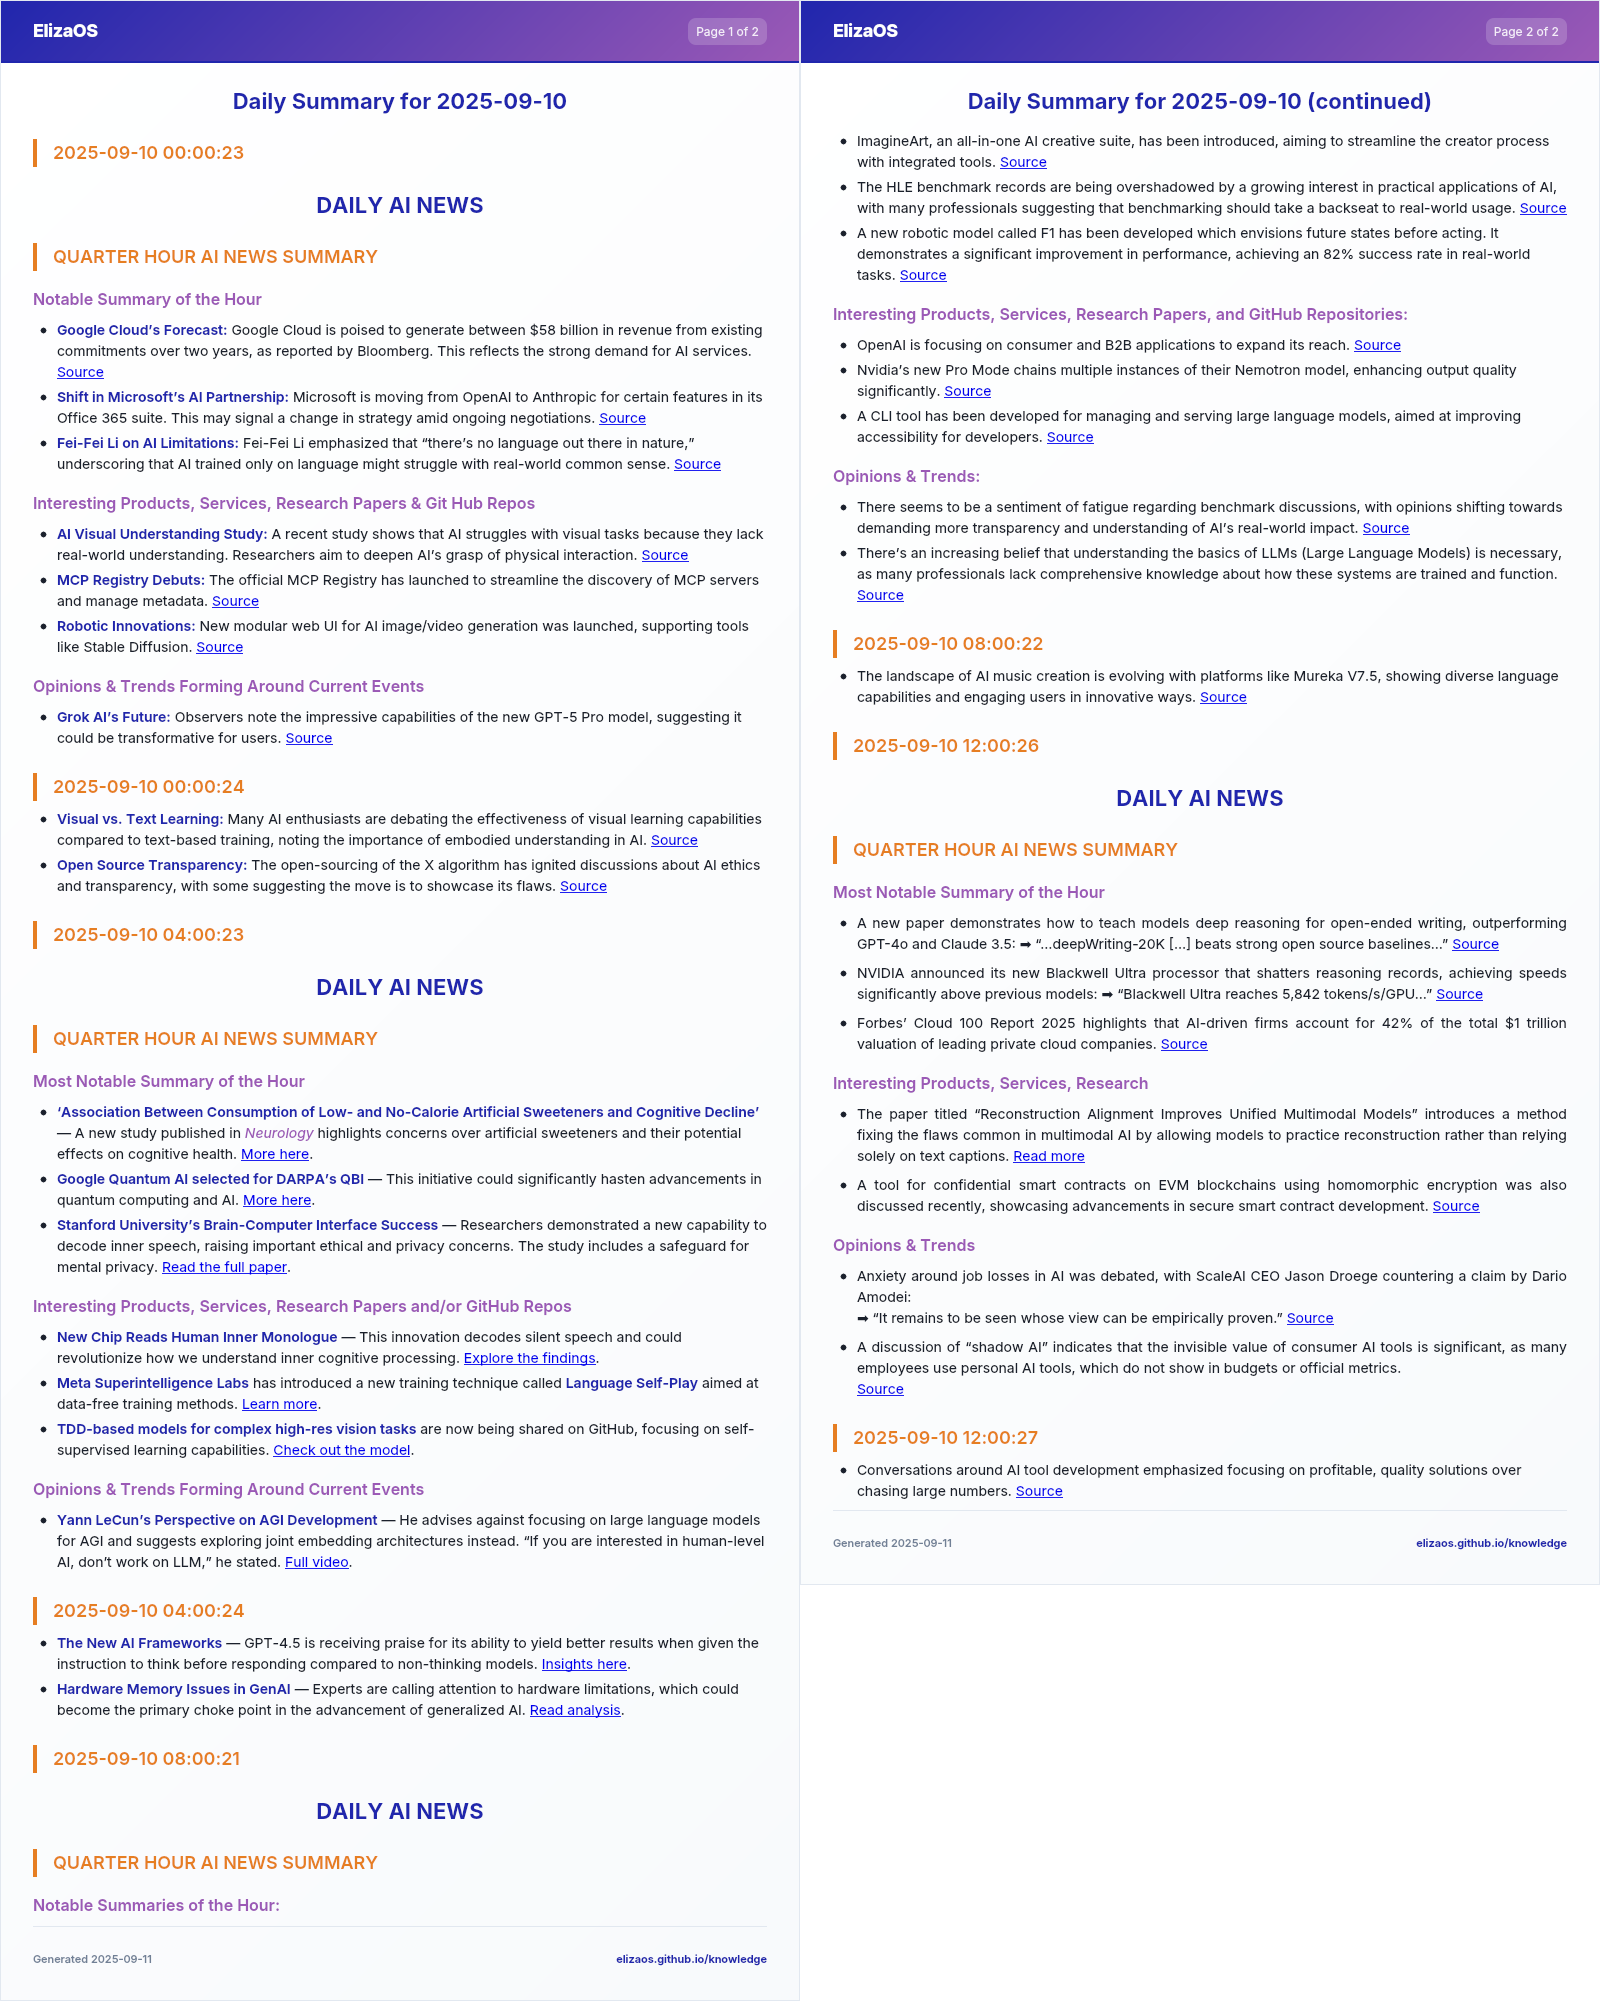 ElizaOS
Page 1 of 2
Daily Summary for 2025-09-10
2025-09-10 00:00:23
DAILY AI NEWS
QUARTER HOUR AI NEWS SUMMARY
Notable Summary of the Hour
• Google Cloud’s Forecast: Google Cloud is poised to generate between $58 billion in revenue from existing
commitments over two years, as reported by Bloomberg. This reflects the strong demand for AI services.
Source
• Shift in Microsoft’s AI Partnership: Microsoft is moving from OpenAI to Anthropic for certain features in its
Office 365 suite. This may signal a change in strategy amid ongoing negotiations. Source
• Fei-Fei Li on AI Limitations: Fei-Fei Li emphasized that “there’s no language out there in nature,”
underscoring that AI trained only on language might struggle with real-world common sense. Source
Interesting Products, Services, Research Papers & Git Hub Repos
• AI Visual Understanding Study: A recent study shows that AI struggles with visual tasks because they lack
real-world understanding. Researchers aim to deepen AI’s grasp of physical interaction. Source
• MCP Registry Debuts: The official MCP Registry has launched to streamline the discovery of MCP servers
and manage metadata. Source
• Robotic Innovations: New modular web UI for AI image/video generation was launched, supporting tools
like Stable Diffusion. Source
Opinions & Trends Forming Around Current Events
• Grok AI’s Future: Observers note the impressive capabilities of the new GPT-5 Pro model, suggesting it
could be transformative for users. Source
2025-09-10 00:00:24
• Visual vs. Text Learning: Many AI enthusiasts are debating the effectiveness of visual learning capabilities
compared to text-based training, noting the importance of embodied understanding in AI. Source
• Open Source Transparency: The open-sourcing of the X algorithm has ignited discussions about AI ethics
and transparency, with some suggesting the move is to showcase its flaws. Source
2025-09-10 04:00:23
DAILY AI NEWS
QUARTER HOUR AI NEWS SUMMARY
Most Notable Summary of the Hour
• ‘Association Between Consumption of Low- and No-Calorie Artificial Sweeteners and Cognitive Decline’
— A new study published in Neurology highlights concerns over artificial sweeteners and their potential
effects on cognitive health. More here.
• Google Quantum AI selected for DARPA’s QBI — This initiative could significantly hasten advancements in
quantum computing and AI. More here.
• Stanford University’s Brain-Computer Interface Success — Researchers demonstrated a new capability to
decode inner speech, raising important ethical and privacy concerns. The study includes a safeguard for
mental privacy. Read the full paper.
Interesting Products, Services, Research Papers and/or GitHub Repos
• New Chip Reads Human Inner Monologue — This innovation decodes silent speech and could
revolutionize how we understand inner cognitive processing. Explore the findings.
• Meta Superintelligence Labs has introduced a new training technique called Language Self-Play aimed at
data-free training methods. Learn more.
• TDD-based models for complex high-res vision tasks are now being shared on GitHub, focusing on self-
supervised learning capabilities. Check out the model.
Opinions & Trends Forming Around Current Events
• Yann LeCun’s Perspective on AGI Development — He advises against focusing on large language models
for AGI and suggests exploring joint embedding architectures instead. “If you are interested in human-level
AI, don’t work on LLM,” he stated. Full video.
2025-09-10 04:00:24
• The New AI Frameworks — GPT-4.5 is receiving praise for its ability to yield better results when given the
instruction to think before responding compared to non-thinking models. Insights here.
• Hardware Memory Issues in GenAI — Experts are calling attention to hardware limitations, which could
become the primary choke point in the advancement of generalized AI. Read analysis.
2025-09-10 08:00:21
DAILY AI NEWS
QUARTER HOUR AI NEWS SUMMARY
Notable Summaries of the Hour:
Generated 2025-09-11
elizaos.github.io/knowledge
ElizaOS
Page 2 of 2
Daily Summary for 2025-09-10 (continued)
• ImagineArt, an all-in-one AI creative suite, has been introduced, aiming to streamline the creator process
with integrated tools. Source
• The HLE benchmark records are being overshadowed by a growing interest in practical applications of AI,
with many professionals suggesting that benchmarking should take a backseat to real-world usage. Source
• A new robotic model called F1 has been developed which envisions future states before acting. It
demonstrates a significant improvement in performance, achieving an 82% success rate in real-world
tasks. Source
Interesting Products, Services, Research Papers, and GitHub Repositories:
• OpenAI is focusing on consumer and B2B applications to expand its reach. Source
• Nvidia’s new Pro Mode chains multiple instances of their Nemotron model, enhancing output quality
significantly. Source
• A CLI tool has been developed for managing and serving large language models, aimed at improving
accessibility for developers. Source
Opinions & Trends:
• There seems to be a sentiment of fatigue regarding benchmark discussions, with opinions shifting towards
demanding more transparency and understanding of AI’s real-world impact. Source
• There’s an increasing belief that understanding the basics of LLMs (Large Language Models) is necessary,
as many professionals lack comprehensive knowledge about how these systems are trained and function.
Source
2025-09-10 08:00:22
• The landscape of AI music creation is evolving with platforms like Mureka V7.5, showing diverse language
capabilities and engaging users in innovative ways. Source
2025-09-10 12:00:26
DAILY AI NEWS
QUARTER HOUR AI NEWS SUMMARY
Most Notable Summary of the Hour
• A new paper demonstrates how to teach models deep reasoning for open-ended writing, outperforming
GPT-4o and Claude 3.5: ➡ “...deepWriting-20K [...] beats strong open source baselines...” Source
• NVIDIA announced its new Blackwell Ultra processor that shatters reasoning records, achieving speeds
significantly above previous models: ➡ “Blackwell Ultra reaches 5,842 tokens/s/GPU...” Source
• Forbes’ Cloud 100 Report 2025 highlights that AI-driven firms account for 42% of the total $1 trillion
valuation of leading private cloud companies. Source
Interesting Products, Services, Research
• The paper titled “Reconstruction Alignment Improves Unified Multimodal Models” introduces a method
fixing the flaws common in multimodal AI by allowing models to practice reconstruction rather than relying
solely on text captions. Read more
• A tool for confidential smart contracts on EVM blockchains using homomorphic encryption was also
discussed recently, showcasing advancements in secure smart contract development. Source
Opinions & Trends
• Anxiety around job losses in AI was debated, with ScaleAI CEO Jason Droege countering a claim by Dario
Amodei:
➡ “It remains to be seen whose view can be empirically proven.” Source
• A discussion of “shadow AI” indicates that the invisible value of consumer AI tools is significant, as many
employees use personal AI tools, which do not show in budgets or official metrics.
Source
2025-09-10 12:00:27
• Conversations around AI tool development emphasized focusing on profitable, quality solutions over
chasing large numbers. Source
Generated 2025-09-11
elizaos.github.io/knowledge